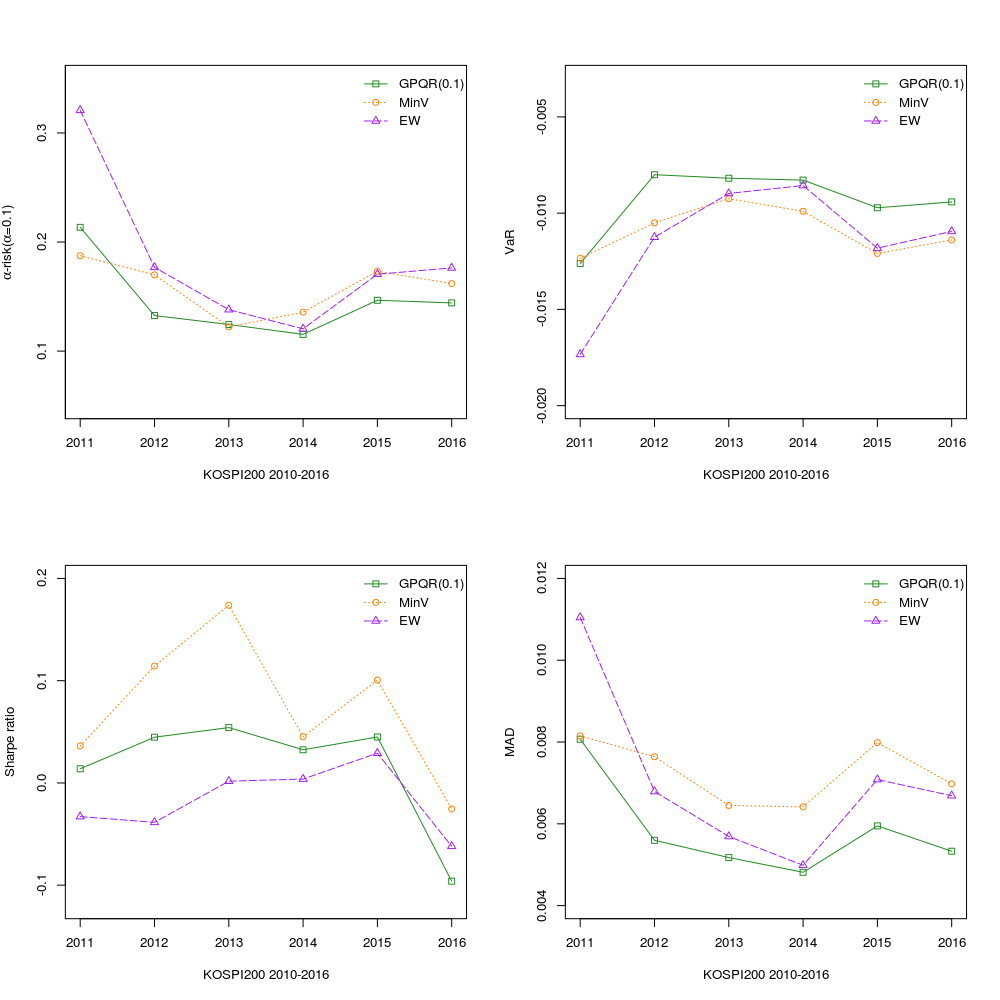 GPQR(0.1)
MinV
EW
α-risk(α=0.1)
0.3
0.2
0.1
2011 2012 2013 2014 2015 2016
KOSPI200 2010-2016
GPQR(0.1)
MinV
EW
VaR
-0.005
-0.010
-0.015
-0.020
2011 2012 2013 2014 2015 2016
KOSPI200 2010-2016
GPQR(0.1)
MinV
EW
Sharpe ratio
0.2
0.1
0.0
-0.1
2011 2012 2013 2014 2015 2016
KOSPI200 2010-2016
GPQR(0.1)
MinV
EW
MAD
0.012
0.010
0.008
0.006
0.004
2011 2012 2013 2014 2015 2016
KOSPI200 2010-2016